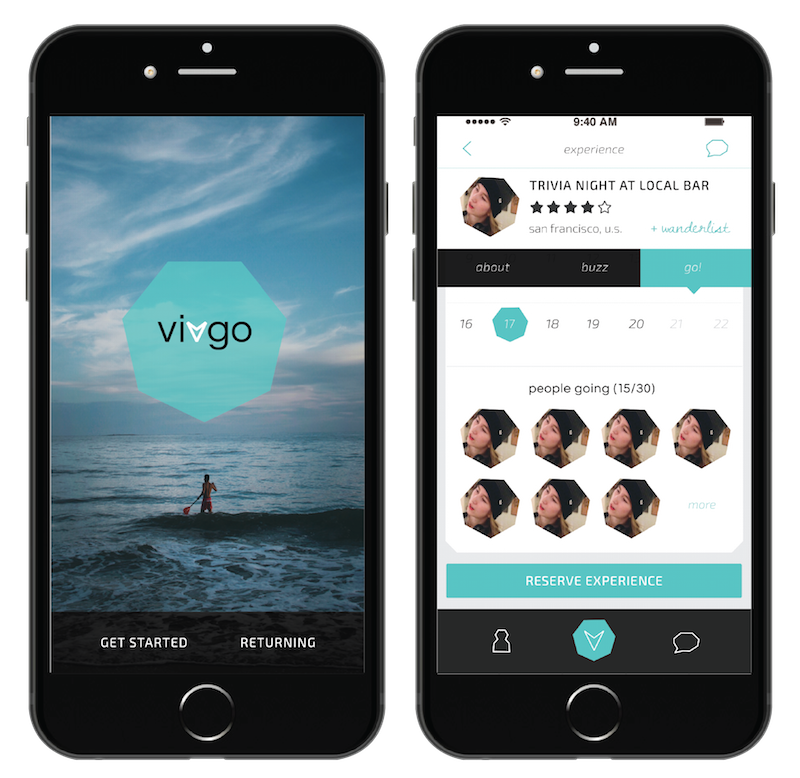 vivgo
GET STARTED RETURNING
9:40 AM
experience
TRIVIA NIGHT AT LOCAL BAR
san francisco, u.s. + wanderlist
about buzz go!
16 17 18 19 20 21 22
people going (15/30)
more
RESERVE EXPERIENCE